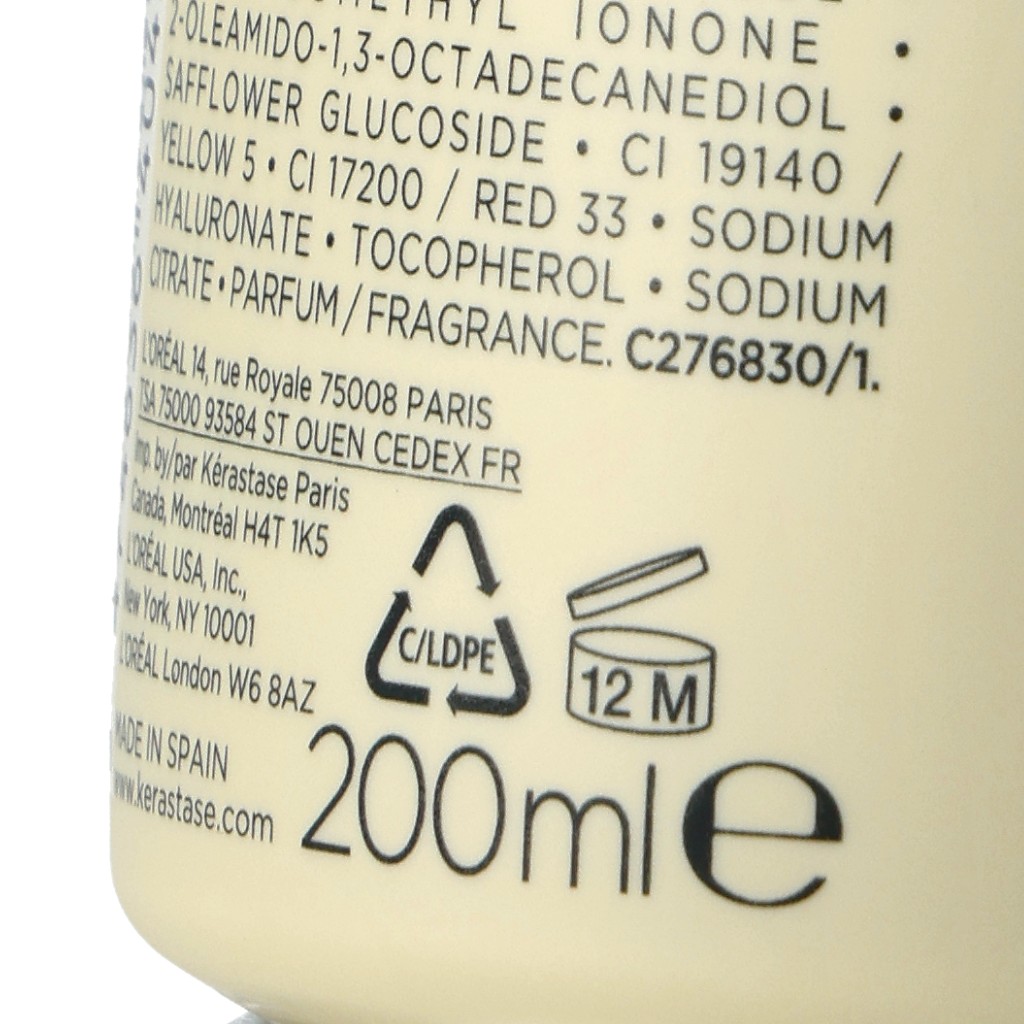 IONONE •
2-OLEAMIDO-1,3-OCTADECANEDIOL •
SAFFLOWER GLUCOSIDE • CI 19140 /
YELLOW 5 • CI 17200 / RED 33 • SODIUM
HYALURONATE • TOCOPHEROL • SODIUM
CITRATE • PARFUM / FRAGRANCE. C276830/1.
L'ORÉAL 14, rue Royale 75008 PARIS
TSA 75000 93584 ST OUEN CEDEX FR
Imp. by/par Kérastase Paris
Canada, Montréal H4T 1K5
L'ORÉAL USA, Inc.,
New York, NY 10001
L'ORÉAL London W6 8AZ
C/LDPE
12 M
MADE IN SPAIN
www.kerastase.com
200ml e